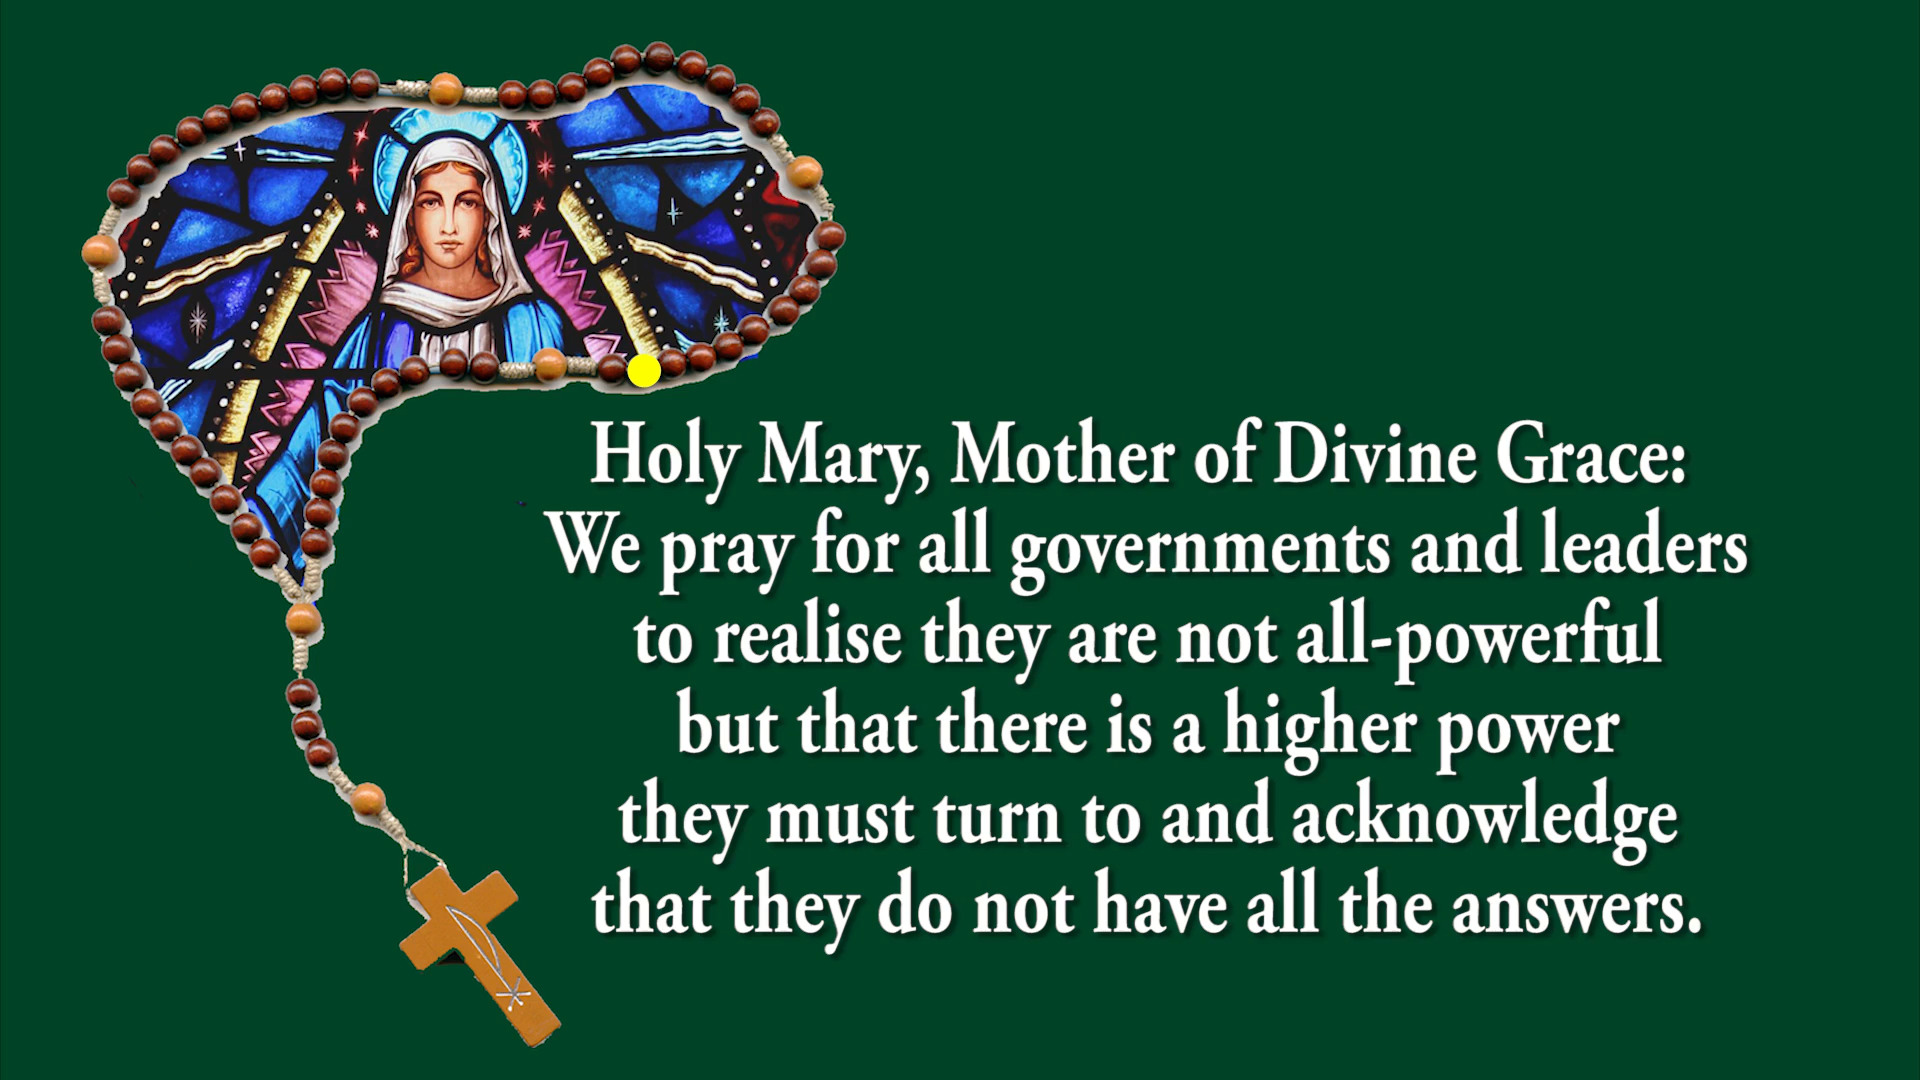 Holy Mary, Mother of Divine Grace:
We pray for all governments and leaders
to realise they are not all-powerful
but that there is a higher power
they must turn to and acknowledge
that they do not have all the answers.